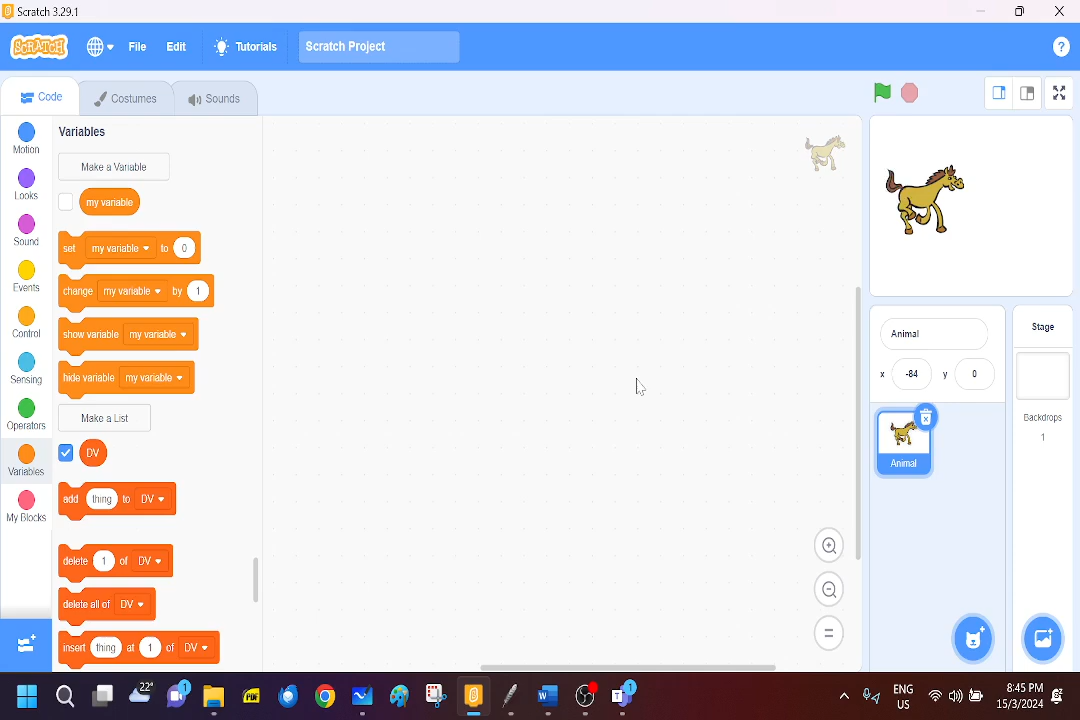 Scratch 3.29.1
SCRATCH
File
Edit
Tutorials
Scratch Project
?
Code
Costumes
Sounds
Motion
Looks
Sound
Events
Control
Sensing
Operators
Variables
My Blocks
Variables
Make a Variable
my variable
set my variable to 0
change my variable by 1
show variable my variable
hide variable my variable
Make a List
DV
add thing to DV
delete 1 of DV
delete all of DV
insert thing at 1 of DV
Animal
x -84 y 0
Animal
Stage
Backdrops
1
22°
1
PDF
W
T
1
ENG
US
8:45 PM
15/3/2024